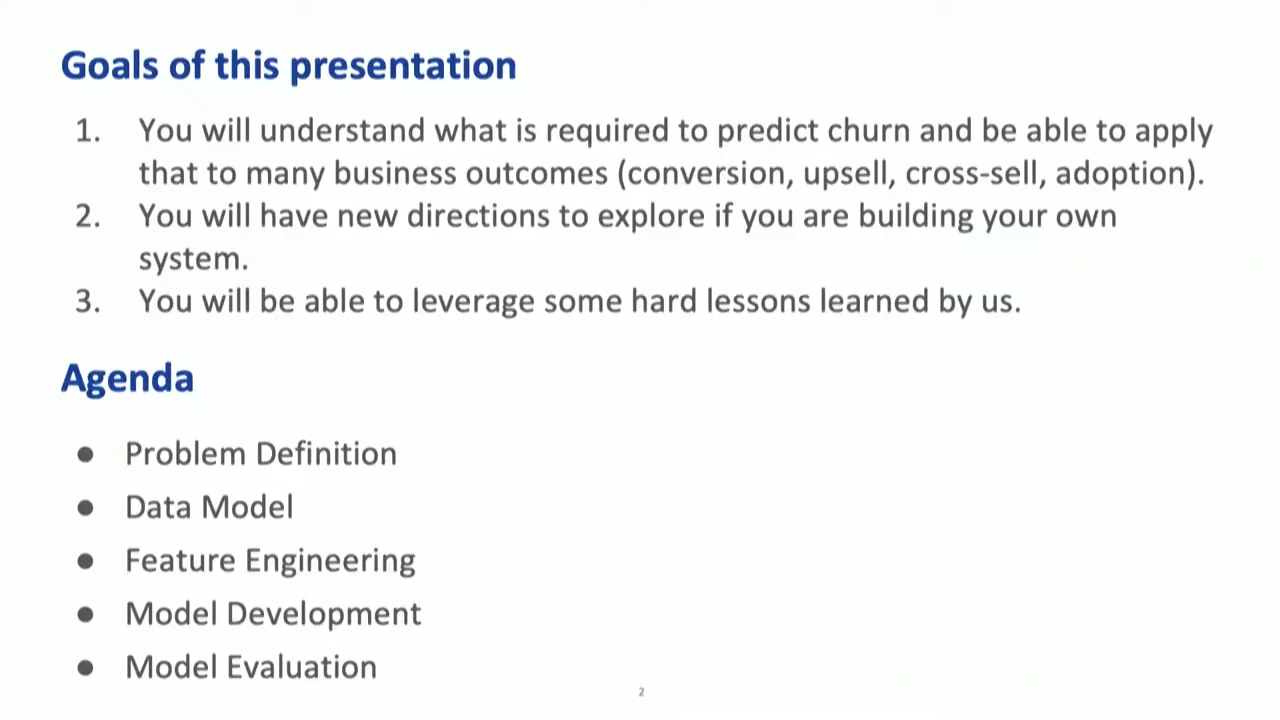 Goals of this presentation
1. You will understand what is required to predict churn and be able to apply
that to many business outcomes (conversion, upsell, cross-sell, adoption).
2. You will have new directions to explore if you are building your own
system.
3. You will be able to leverage some hard lessons learned by us.
Agenda
● Problem Definition
● Data Model
● Feature Engineering
● Model Development
● Model Evaluation
2